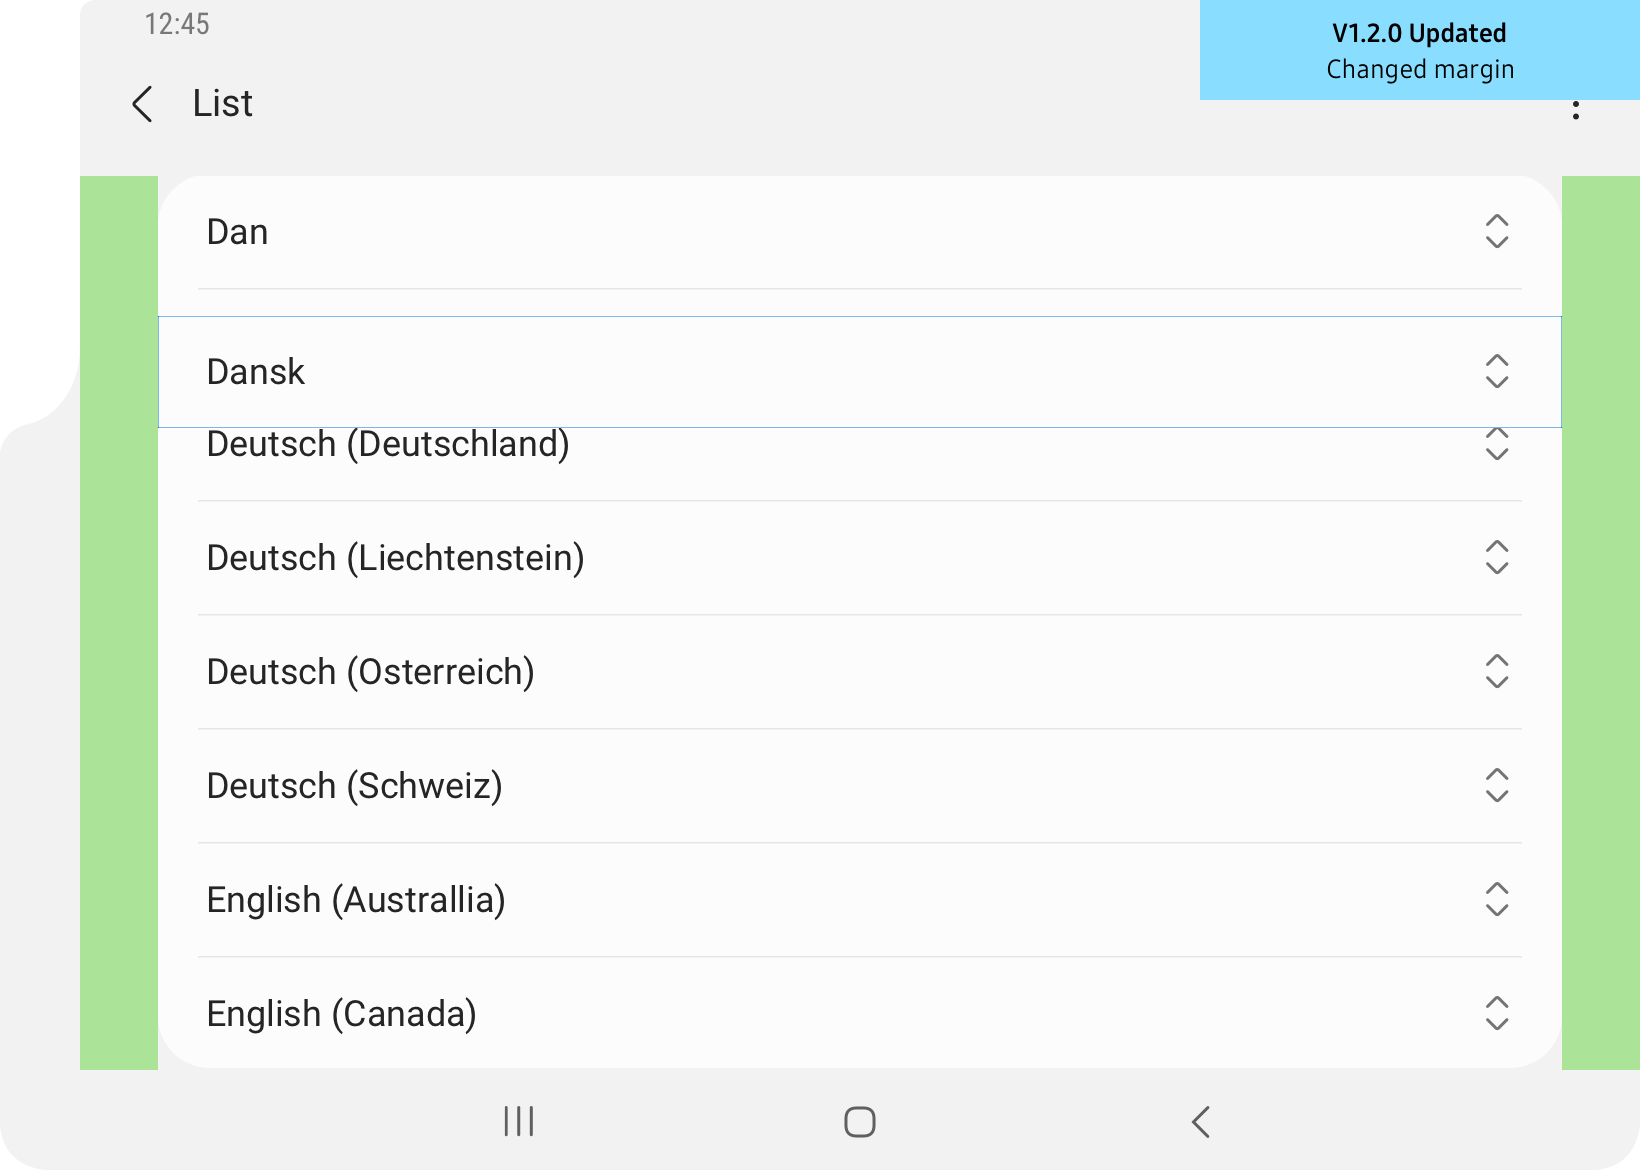 12:45
V1.2.0 Updated
Changed margin
List
Dan
Dansk
Deutsch (Deutschland)
Deutsch (Liechtenstein)
Deutsch (Osterreich)
Deutsch (Schweiz)
English (Australlia)
English (Canada)